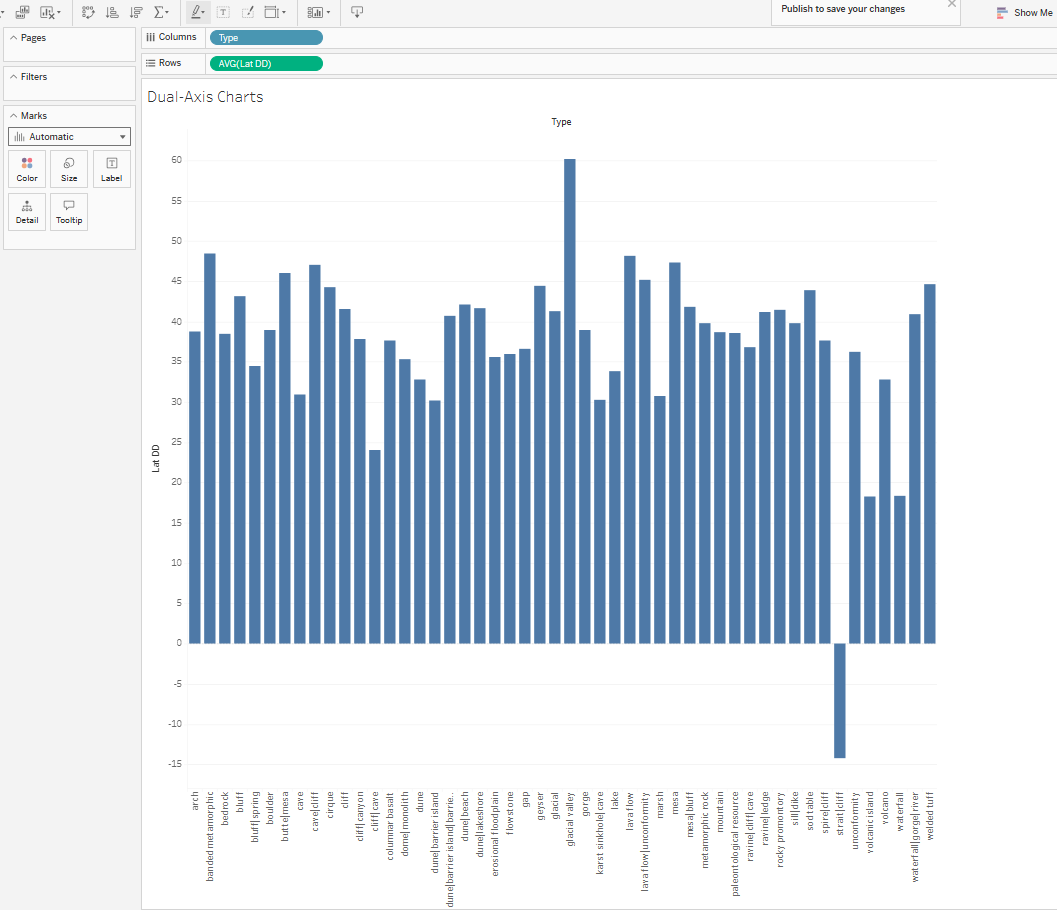 Publish to save your changes
Show Me
Pages
Columns
Type
Rows
AVG(Lat DD)
Filters
Marks
Automatic
Color
Size
Label
Detail
Tooltip
Dual-Axis Charts
Type
60
55
50
45
40
35
30
25
20
15
10
5
0
-5
-10
-15
Lat DD
arch
banded metamorphic
bedrock
bluff
bluff|spring
boulder
butte|mesa
cave
cave|cliff
cirque
cliff
cliff|canyon
cliff|cave
columnar basalt
dome|monolith
dune
dune|barrier island
dune|barrier island|barrie..
dune|beach
dune|lakeshore
erosional floodplain
flowstone
gap
geyser
glacial
glacial valley
gorge
karst sinkhole|cave
lake
lava flow
lava flow|unconformity
marsh
mesa
mesa|bluff
metamorphic rock
mountain
paleontological resource
ravine|cliff|cave
ravine|ledge
rocky promontory
sill|dike
sod table
spire|cliff
strait|cliff
unconformity
volcanic island
volcano
waterfall
waterfall|gorge|river
welded tuff